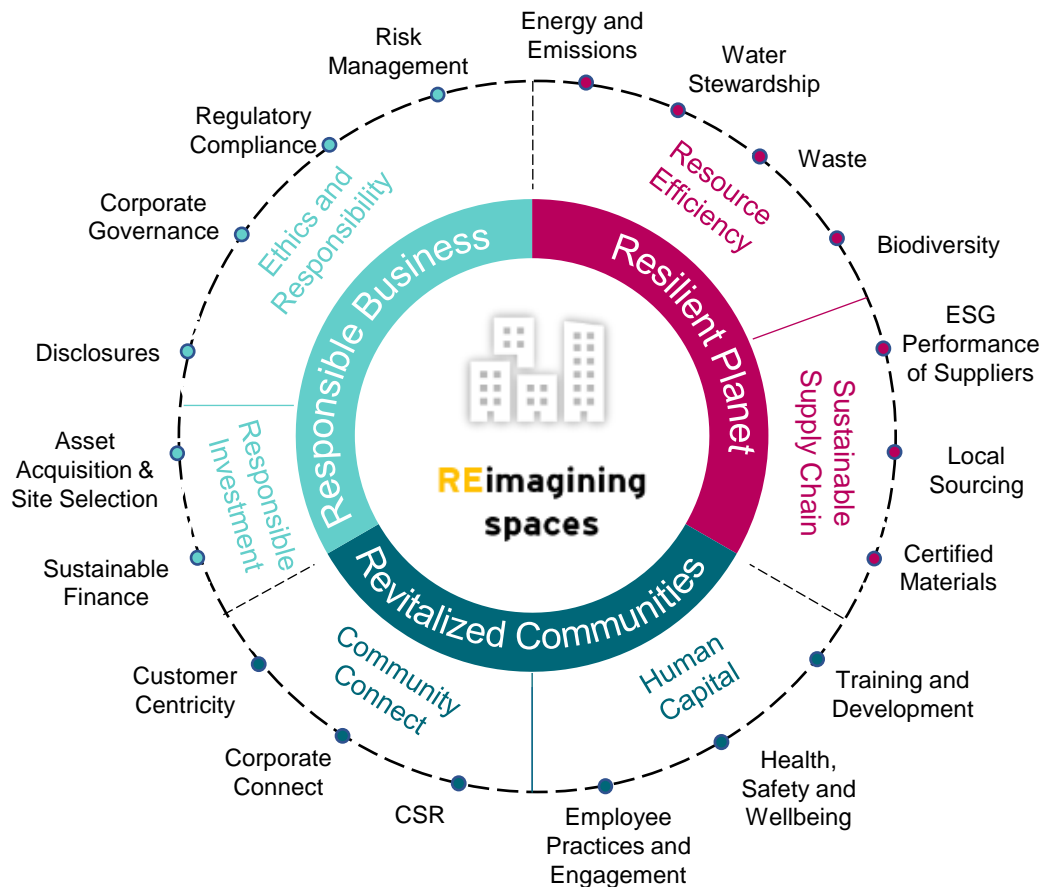 Energy and
Emissions
Water
Stewardship
Waste
Biodiversity
Resource
Efficiency
Resilient Planet
ESG
Performance
of Suppliers
Local
Sourcing
Certified
Materials
Sustainable
Supply Chain
Training and
Development
Health,
Safety and
Wellbeing
Employee
Practices and
Engagement
Human
Capital
Revitalized Communities
Community
Connect
CSR
Corporate
Connect
Customer
Centricity
Sustainable
Finance
Asset
Acquisition &
Site Selection
Responsible
Investment
Responsible Business
Disclosures
Corporate
Governance
Regulatory
Compliance
Risk
Management
Ethics and
Responsibility
REimagining
spaces